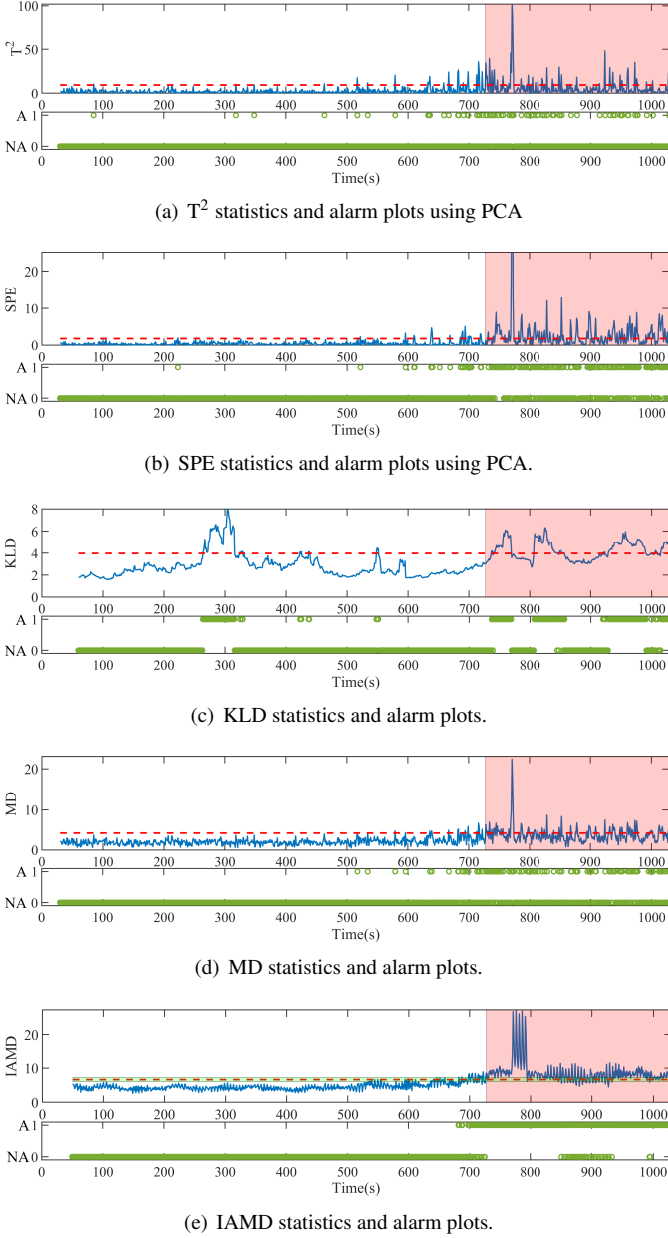 100
50
0
T²
0 100 200 300 400 500 600 700 800 900 1000
A 1
NA 0
0 100 200 300 400 500 600 700 800 900 1000
Time(s)
(a) T² statistics and alarm plots using PCA
20
10
0
SPE
0 100 200 300 400 500 600 700 800 900 1000
A 1
NA 0
0 100 200 300 400 500 600 700 800 900 1000
Time(s)
(b) SPE statistics and alarm plots using PCA.
8
6
4
2
0
KLD
0 100 200 300 400 500 600 700 800 900 1000
A 1
NA 0
0 100 200 300 400 500 600 700 800 900 1000
Time(s)
(c) KLD statistics and alarm plots.
20
10
0
MD
0 100 200 300 400 500 600 700 800 900 1000
A 1
NA 0
0 100 200 300 400 500 600 700 800 900 1000
Time(s)
(d) MD statistics and alarm plots.
20
10
0
IAMD
0 100 200 300 400 500 600 700 800 900 1000
A 1
NA 0
0 100 200 300 400 500 600 700 800 900 1000
Time(s)
(e) IAMD statistics and alarm plots.